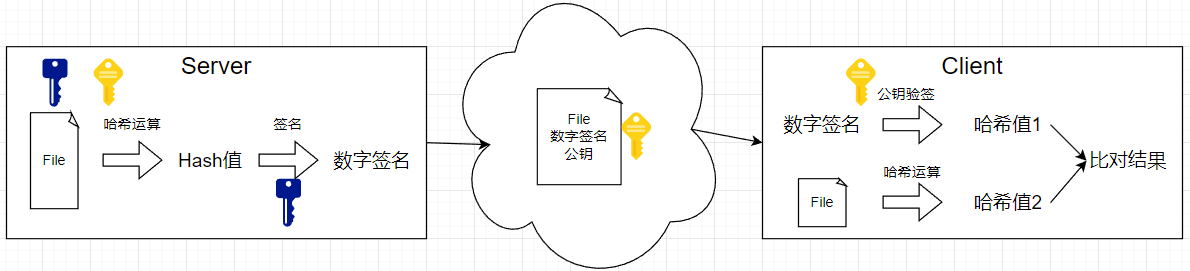 Server
File
哈希运算
Hash值
签名
数字签名
File
数字签名
公钥
Client
公钥验签
数字签名
哈希值1
哈希运算
File
哈希值2
比对结果